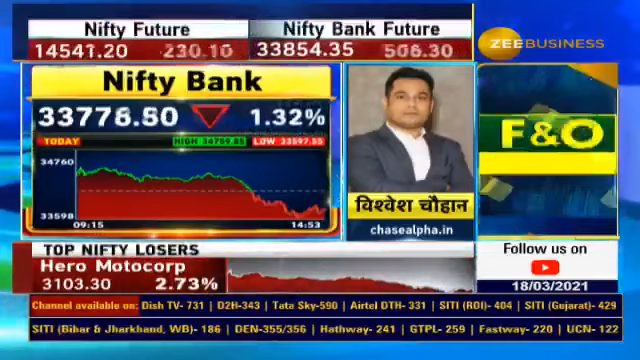 Nifty Future
Nifty Bank Future
14541.20 230.10
33854.35 506.30
ZEE BUSINESS
Nifty Bank
33778.50 1.32%
TODAY HIGH 34759.85 LOW 33597.55
34760
33598
09:15 14:53
विश्वेश चौहान
chasealpha.in
F&O
TOP NIFTY LOSERS
Hero Motocorp
3103.30 2.73%
Follow us on
18/03/2021
Channel available on: Dish TV- 731 | D2H-343 | Tata Sky-590 | Airtel DTH- 331 | SITI (RDI)- 404 | SITI (Gujarat)- 429
SITI (Bihar & Jharkhand, WB)- 186 | DEN-355/356 | Hathway- 241 | GTPL- 259 | Fastway- 220 | UCN- 122